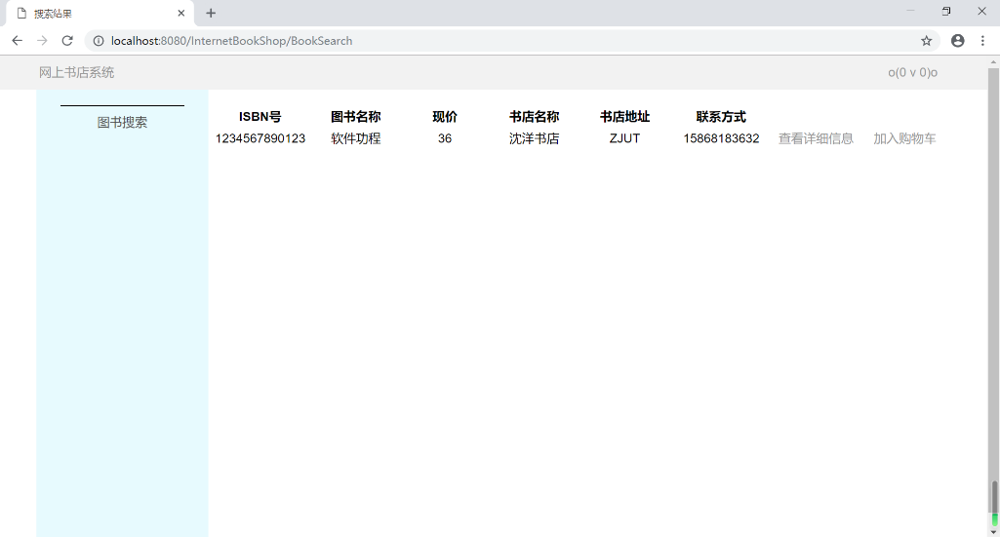 搜索结果
localhost:8080/InternetBookShop/BookSearch
网上书店系统 o(0 v 0)o
图书搜索
ISBN号 图书名称 现价 书店名称 书店地址 联系方式
1234567890123 软件功程 36 沈洋书店 ZJUT 15868183632 查看详细信息 加入购物车